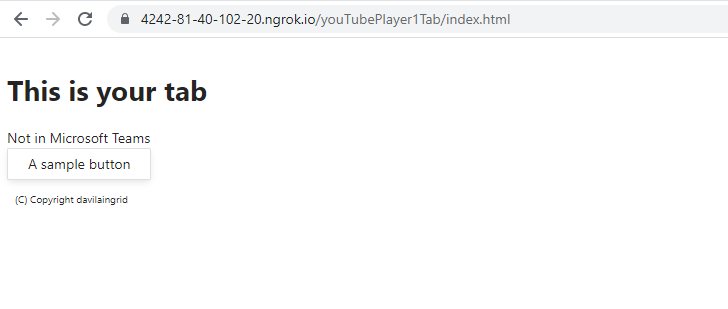 4242-81-40-102-20.ngrok.io/youTubePlayer1Tab/index.html
This is your tab
Not in Microsoft Teams
A sample button
(C) Copyright davilaingrid